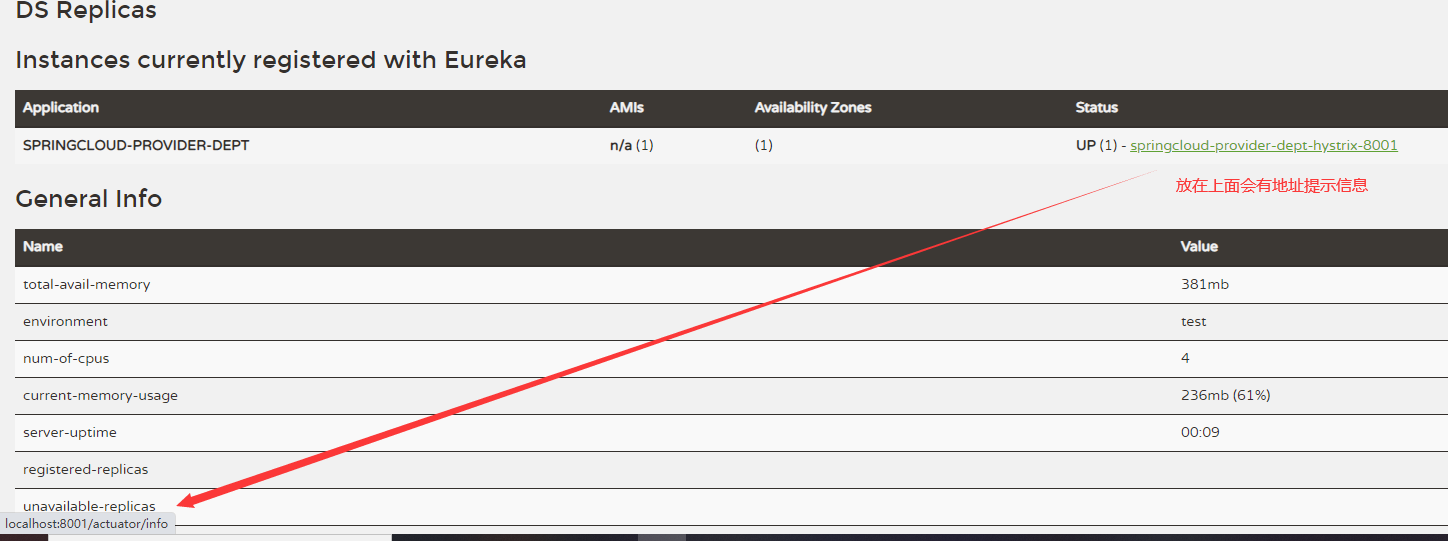 DS Replicas
Instances currently registered with Eureka
Application AMIs Availability Zones Status
SPRINGCLOUD-PROVIDER-DEPT n/a (1) (1) UP (1) - springcloud-provider-dept-hystrix-8001
放在上面会有地址提示信息
General Info
Name Value
total-avail-memory 381mb
environment test
num-of-cpus 4
current-memory-usage 236mb (61%)
server-uptime 00:09
registered-replicas
unavailable-replicas
localhost:8001/actuator/info